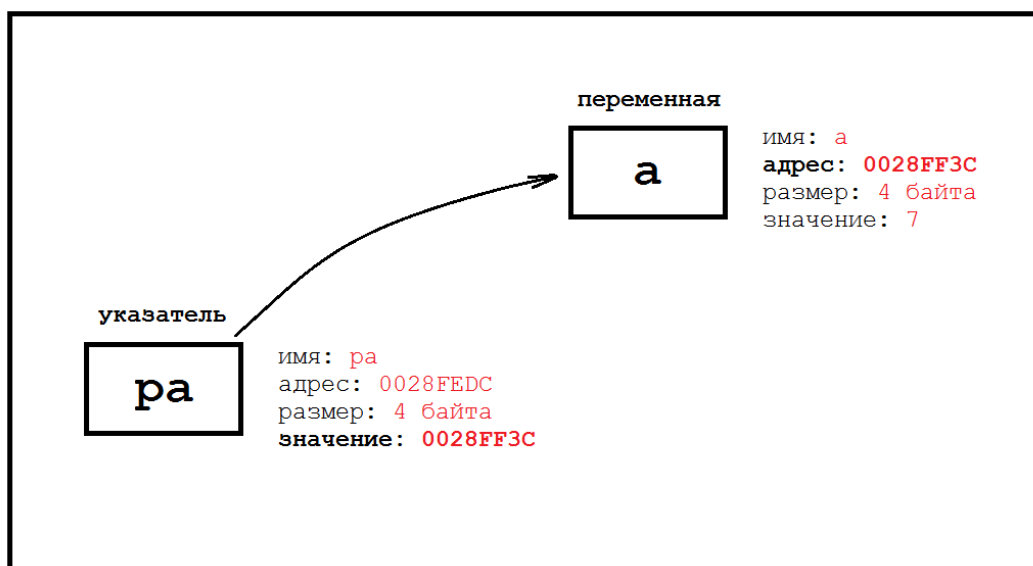 переменная
a
имя: a
адрес: 0028FF3C
размер: 4 байта
значение: 7
указатель
pa
имя: pa
адрес: 0028FEDC
размер: 4 байта
значение: 0028FF3C